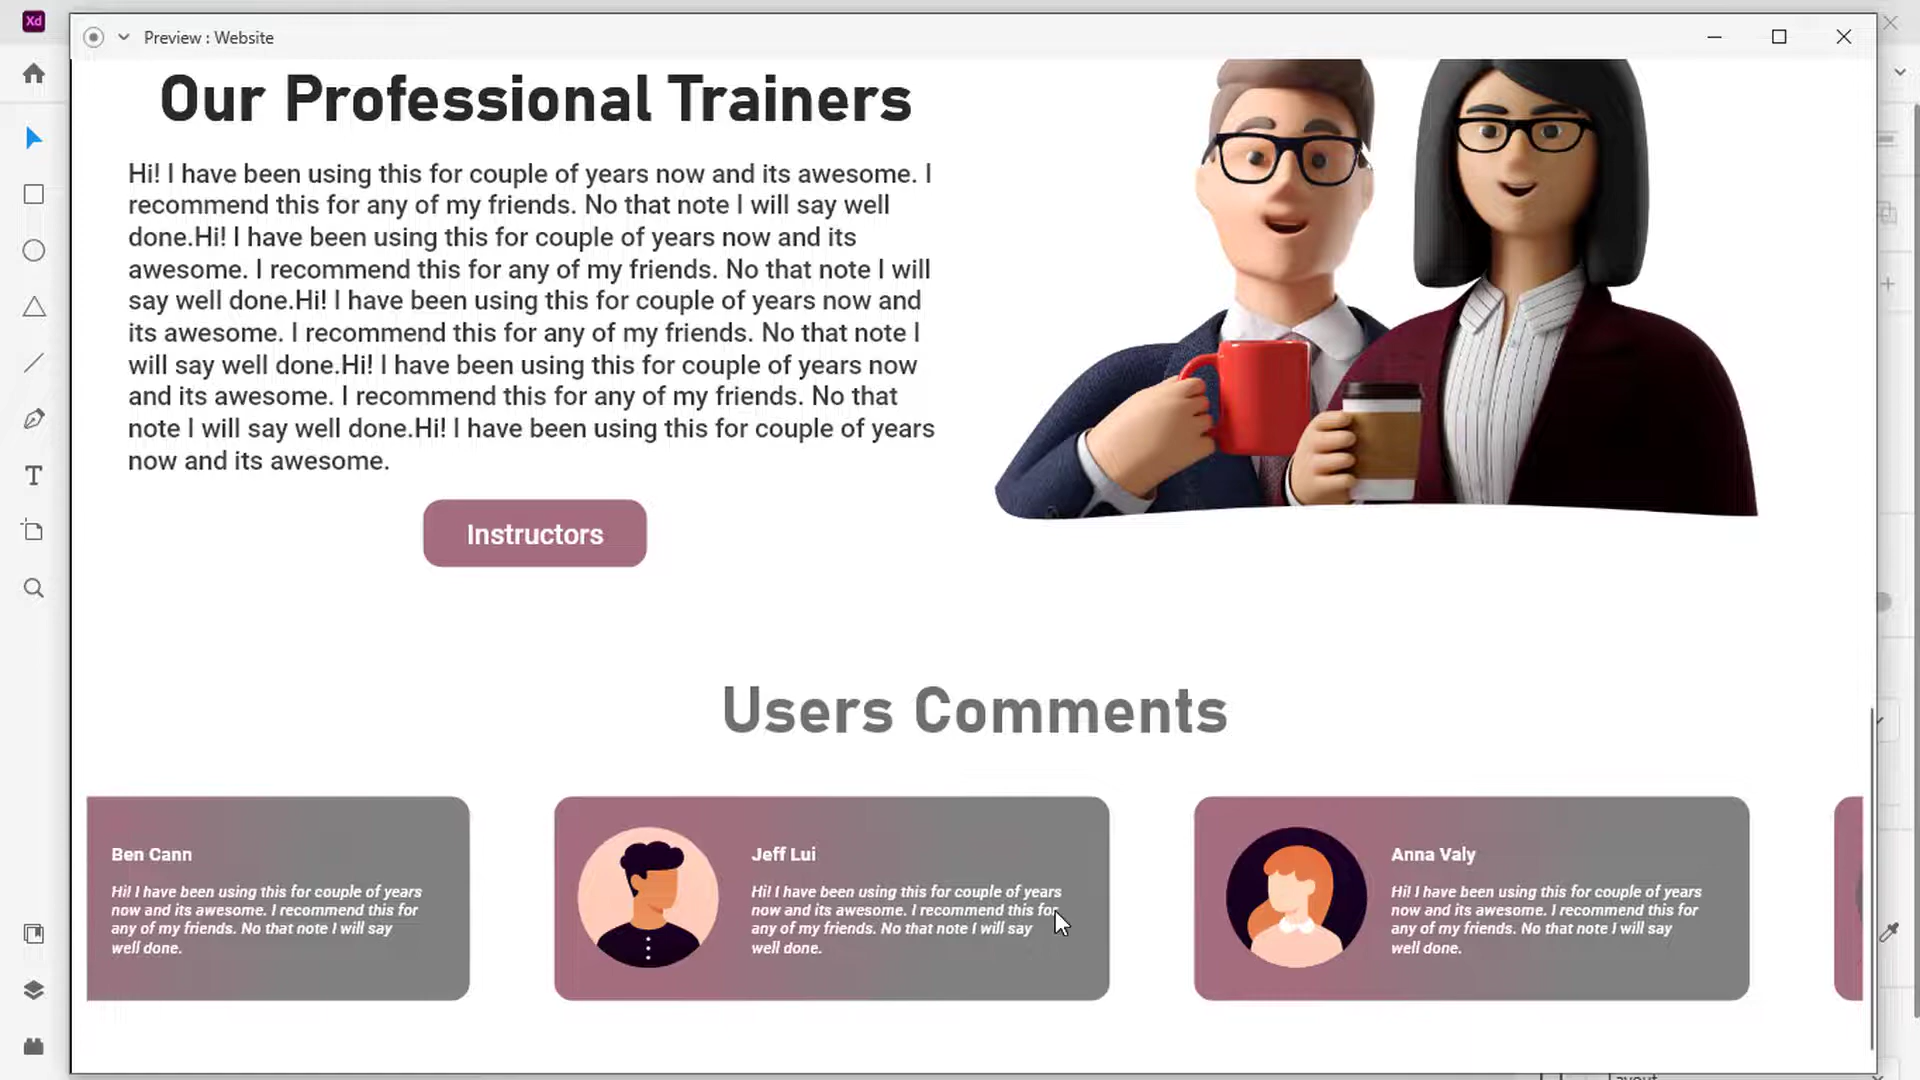 Xd
Preview : Website
Our Professional Trainers
Hi! I have been using this for couple of years now and its awesome. I
recommend this for any of my friends. No that note I will say well
done.Hi! I have been using this for couple of years now and its
awesome. I recommend this for any of my friends. No that note I will
say well done.Hi! I have been using this for couple of years now and
its awesome. I recommend this for any of my friends. No that note I
will say well done.Hi! I have been using this for couple of years now
and its awesome. I recommend this for any of my friends. No that
note I will say well done.Hi! I have been using this for couple of years
now and its awesome.
Instructors
Users Comments
Ben Cann
Hi! I have been using this for couple of years
now and its awesome. I recommend this for
any of my friends. No that note I will say
well done.
Jeff Lui
Hi! I have been using this for couple of years
now and its awesome. I recommend this for
any of my friends. No that note I will say
well done.
Anna Valy
Hi! I have been using this for couple of years
now and its awesome. I recommend this for
any of my friends. No that note I will say
well done.